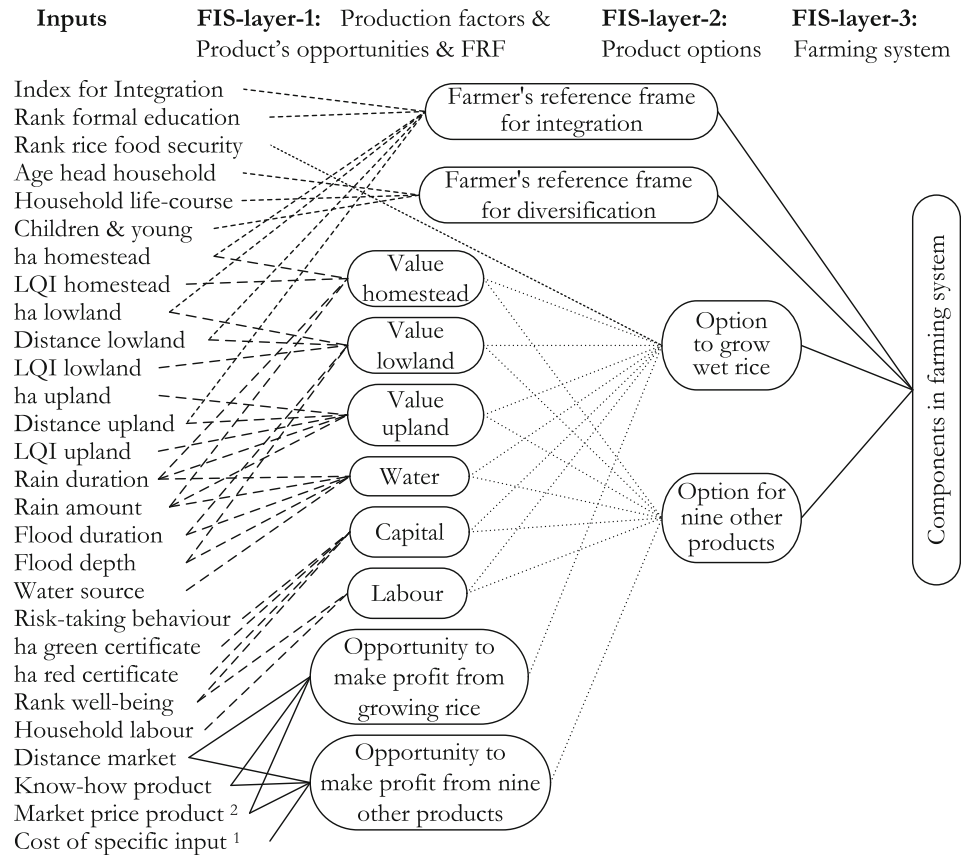 Inputs
FIS-layer-1: Production factors &
Product's opportunities & FRF
FIS-layer-2:
Product options
FIS-layer-3:
Farming system
Index for Integration
Rank formal education
Rank rice food security
Age head household
Household life-course
Children & young
ha homestead
LQI homestead
ha lowland
Distance lowland
LQI lowland
ha upland
Distance upland
LQI upland
Rain duration
Rain amount
Flood duration
Flood depth
Water source
Risk-taking behaviour
ha green certificate
ha red certificate
Rank well-being
Household labour
Distance market
Know-how product
Market price product ²
Cost of specific input ¹
Farmer's reference frame
for integration
Farmer's reference frame
for diversification
Value
homestead
Value
lowland
Value
upland
Water
Capital
Labour
Opportunity to
make profit from
growing rice
Opportunity to
make profit from nine
other products
Option
to grow
wet rice
Option for
nine other
products
Components in farming system